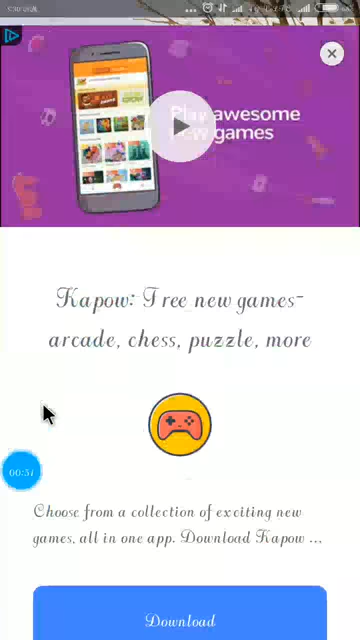 Play awesome
new games
Kapow: Free new games-
arcade, chess, puzzle, more
00:51
Choose from a collection of exciting new
games, all in one app. Download Kapow ...
Download